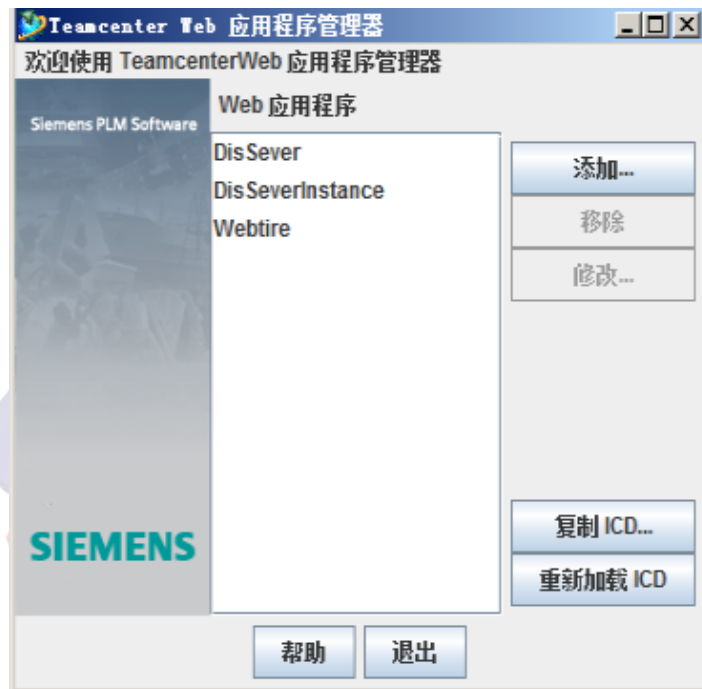 Teamcenter Web 应用程序管理器
欢迎使用 TeamcenterWeb 应用程序管理器
Siemens PLM Software
Web 应用程序
DisSever
DisSeverInstance
Webtire
添加...
移除
修改...
复制 ICD...
SIEMENS
重新加载 ICD
帮助
退出